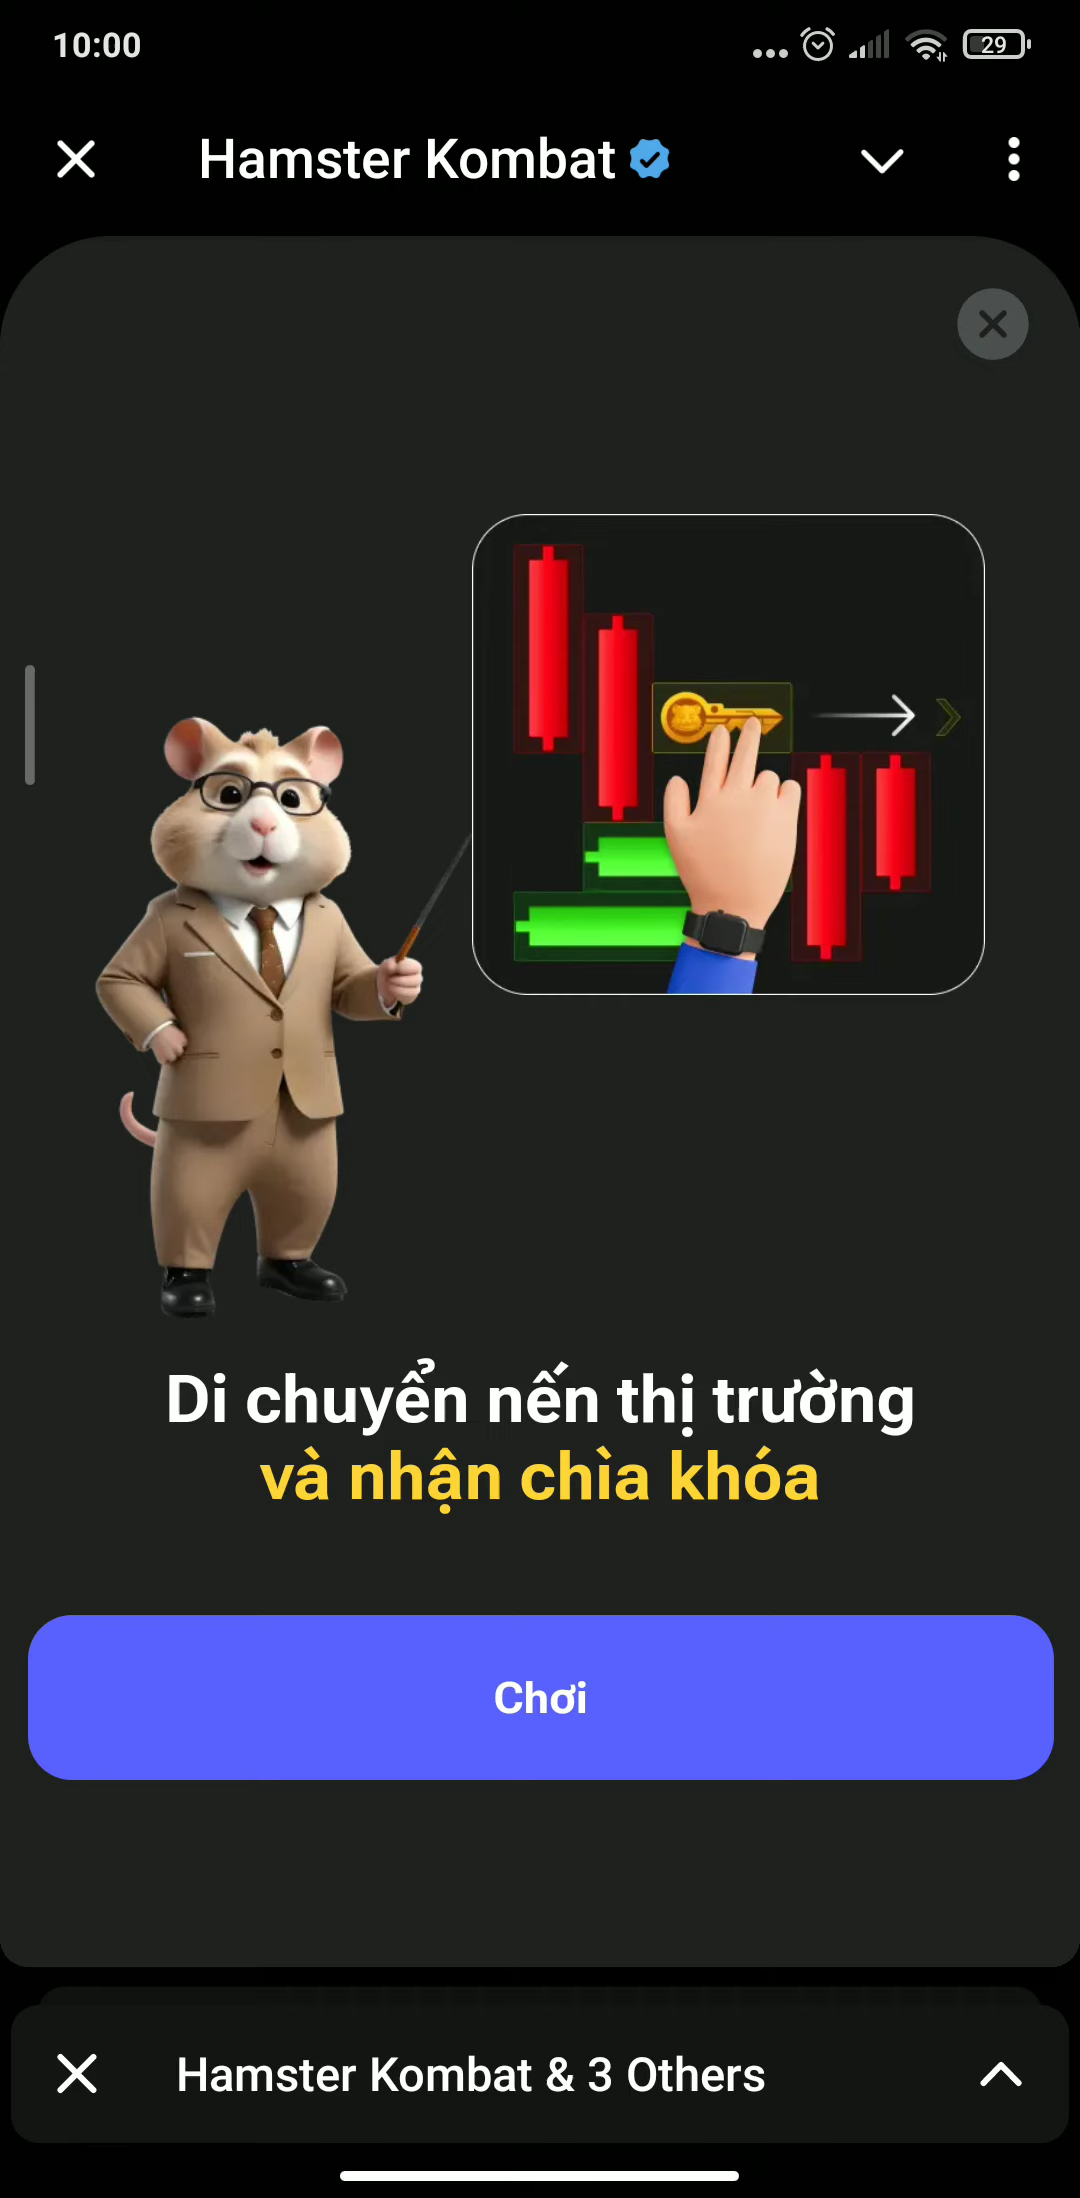 10:00
29
Hamster Kombat
Di chuyển nến thị trường
và nhận chìa khóa
Chơi
Hamster Kombat & 3 Others